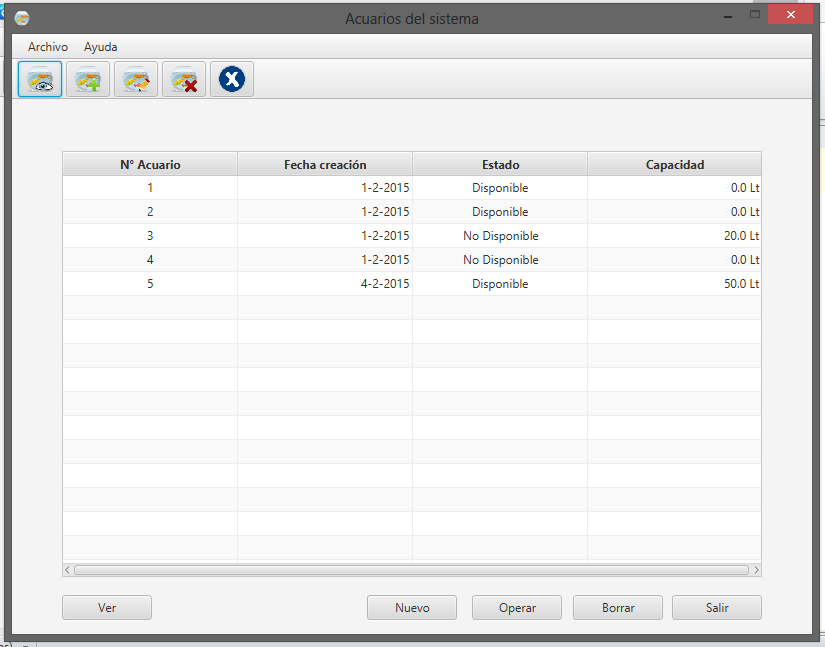 Acuarios del sistema
Archivo Ayuda
N° Acuario Fecha creación Estado Capacidad
1 1-2-2015 Disponible 0.0 Lt
2 1-2-2015 Disponible 0.0 Lt
3 1-2-2015 No Disponible 20.0 Lt
4 1-2-2015 No Disponible 0.0 Lt
5 4-2-2015 Disponible 50.0 Lt
Ver Nuevo Operar Borrar Salir